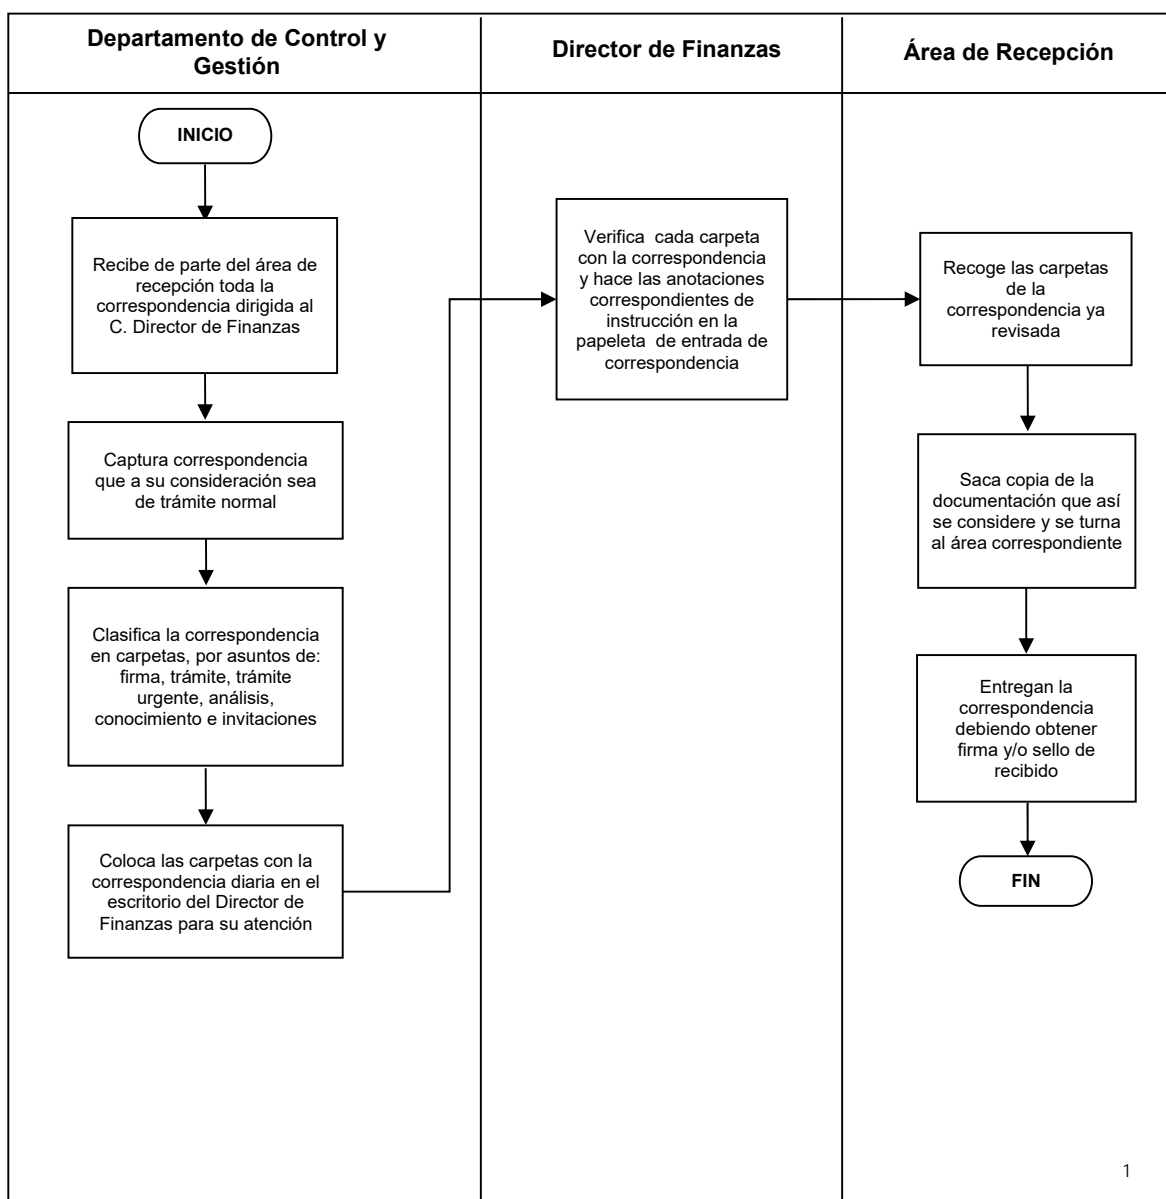 Departamento de Control y
Gestión
Director de Finanzas
Área de Recepción
INICIO
Recibe de parte del área de
recepción toda la
correspondencia dirigida al
C. Director de Finanzas
Captura correspondencia
que a su consideración sea
de trámite normal
Clasifica la correspondencia
en carpetas, por asuntos de:
firma, trámite, trámite
urgente, análisis,
conocimiento e invitaciones
Coloca las carpetas con la
correspondencia diaria en el
escritorio del Director de
Finanzas para su atención
Verifica cada carpeta
con la correspondencia
y hace las anotaciones
correspondientes de
instrucción en la
papeleta de entrada de
correspondencia
Recoge las carpetas
de la
correspondencia ya
revisada
Saca copia de la
documentación que así
se considere y se turna
al área correspondiente
Entregan la
correspondencia
debiendo obtener
firma y/o sello de
recibido
FIN
1